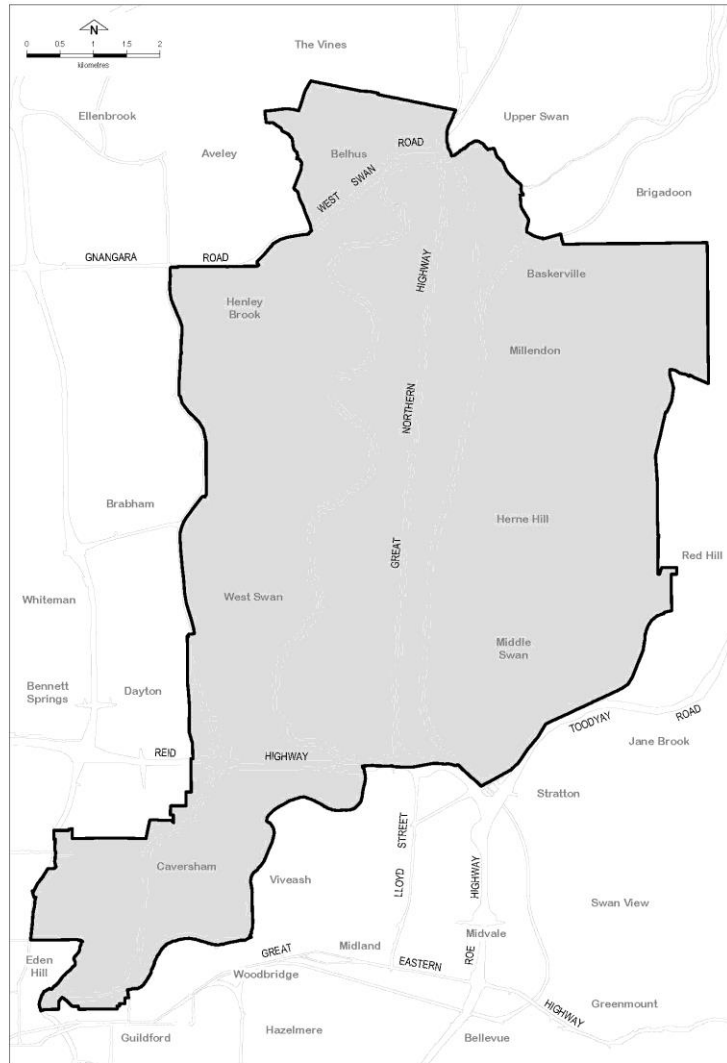 N
0 0.5 1 2
kilometres
The Vines
Ellenbrook
Upper Swan
Aveley
Belhus
ROAD
WEST SWAN
Brigadoon
GNANGARA ROAD
HIGHWAY
Baskerville
Henley
Brook
Millendon
NORTHERN
Brabham
Herne Hill
GREAT
Red Hill
Whiteman
West Swan
Middle
Swan
Bennett
Springs
Dayton
TOODYAY ROAD
Jane Brook
REID HIGHWAY
Stratton
LLOYD STREET
Caversham
Viveash
HIGHWAY
Swan View
Midvale
Eden
Hill
GREAT
Midland
EASTERN
ROE
Woodbridge
HIGHWAY
Greenmount
Guildford
Hazelmere
Bellevue